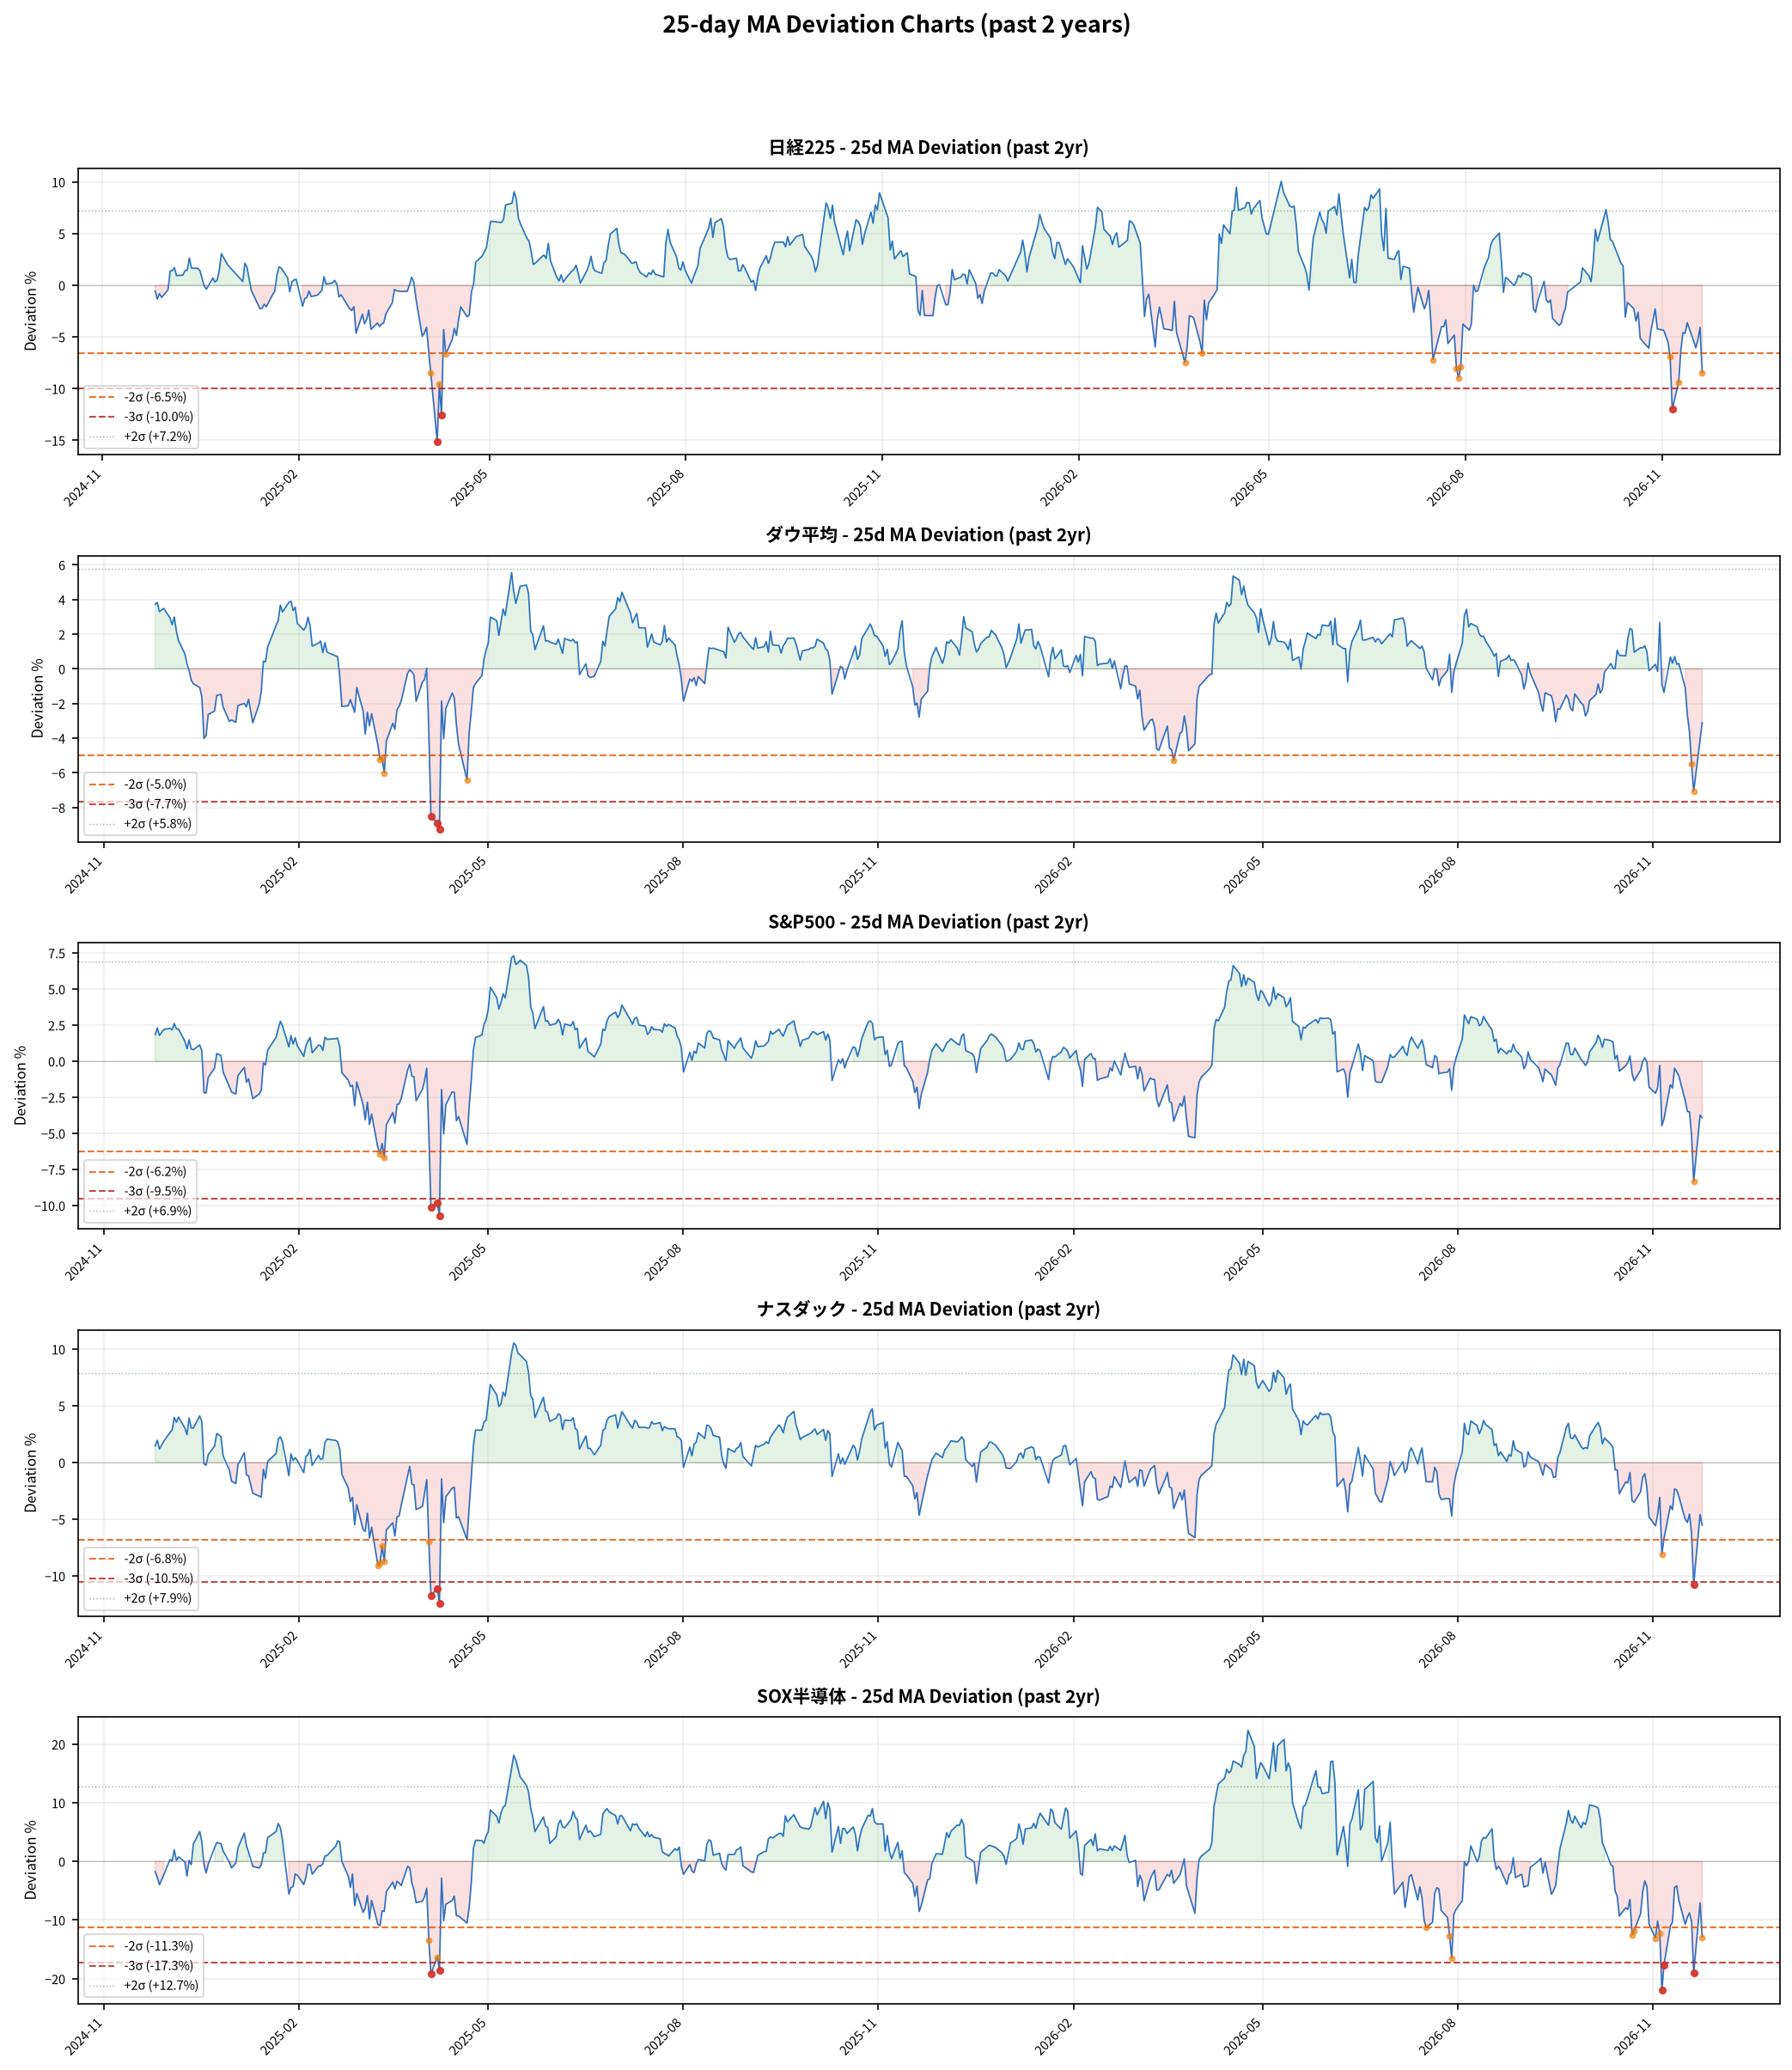 25-day MA Deviation Charts (past 2 years)
日経225 - 25d MA Deviation (past 2yr)
Deviation %
10
5
0
−5
−10
−15
-2σ (-6.5%)
-3σ (-10.0%)
+2σ (+7.2%)
2024-11
2025-02
2025-05
2025-08
2025-11
2026-02
2026-05
2026-08
2026-11
ダウ平均 - 25d MA Deviation (past 2yr)
Deviation %
6
4
2
0
−2
−4
−6
−8
-2σ (-5.0%)
-3σ (-7.7%)
+2σ (+5.8%)
2024-11
2025-02
2025-05
2025-08
2025-11
2026-02
2026-05
2026-08
2026-11
S&P500 - 25d MA Deviation (past 2yr)
Deviation %
7.5
5.0
2.5
0.0
−2.5
−5.0
−7.5
−10.0
-2σ (-6.2%)
-3σ (-9.5%)
+2σ (+6.9%)
2024-11
2025-02
2025-05
2025-08
2025-11
2026-02
2026-05
2026-08
2026-11
ナスダック - 25d MA Deviation (past 2yr)
Deviation %
10
5
0
−5
−10
-2σ (-6.8%)
-3σ (-10.5%)
+2σ (+7.9%)
2024-11
2025-02
2025-05
2025-08
2025-11
2026-02
2026-05
2026-08
2026-11
SOX半導体 - 25d MA Deviation (past 2yr)
Deviation %
20
10
0
−10
−20
-2σ (-11.3%)
-3σ (-17.3%)
+2σ (+12.7%)
2024-11
2025-02
2025-05
2025-08
2025-11
2026-02
2026-05
2026-08
2026-11